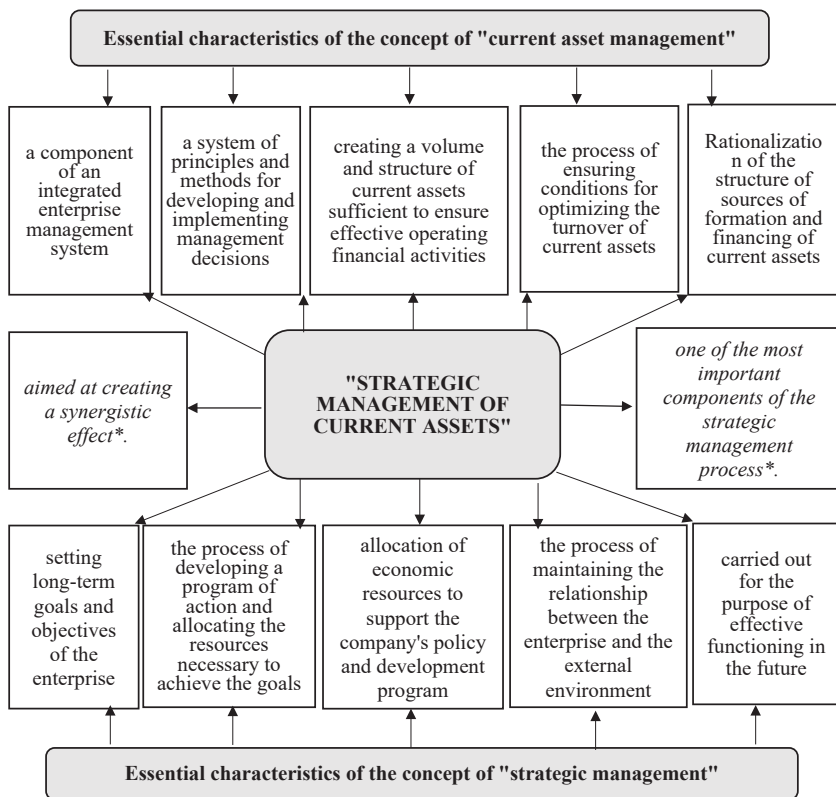 Essential characteristics of the concept of "current asset management"
a component
of an
integrated
enterprise
management
system
a system of
principles and
methods for
developing and
implementing
management
decisions
creating a volume
and structure of
current assets
sufficient to ensure
effective operating
financial activities
the process of
ensuring
conditions for
optimizing the
turnover of
current assets
Rationalizatio
n of the
structure of
sources of
formation and
financing of
current assets
aimed at creating
a synergistic
effect*.
"STRATEGIC
MANAGEMENT OF
CURRENT ASSETS"
one of the most
important
components of the
strategic
management
process*.
setting
long-term
goals and
objectives
of the
enterprise
the process of
developing a
program of
action and
allocating the
resources
necessary to
achieve the goals
allocation of
economic
resources to
support the
company's policy
and development
program
the process of
maintaining the
relationship
between the
enterprise and the
external
environment
carried out
for the
purpose of
effective
functioning in
the future
Essential characteristics of the concept of "strategic management"